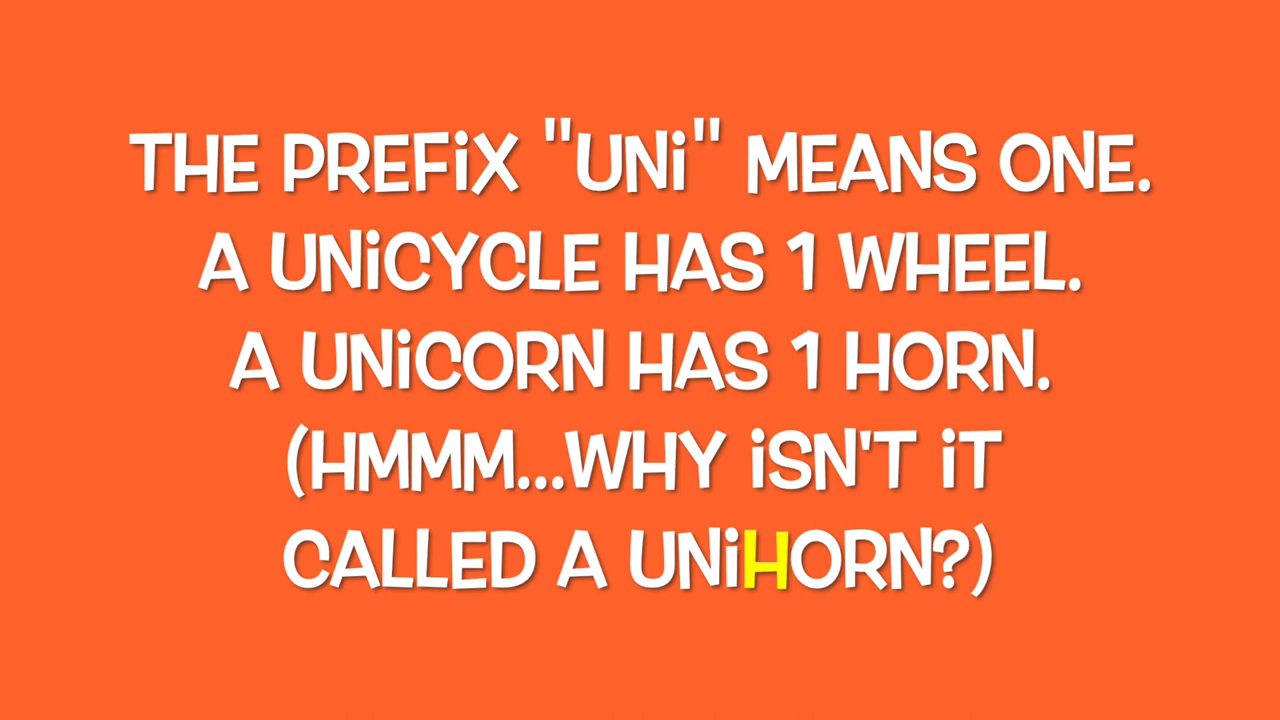 THE PREFiX "UNi" MEANS ONE.
A UNiCYCLE HAS 1 WHEEL.
A UNiCORN HAS 1 HORN.
(HMMM...WHY iSN'T iT
CALLED A UNiHORN?)